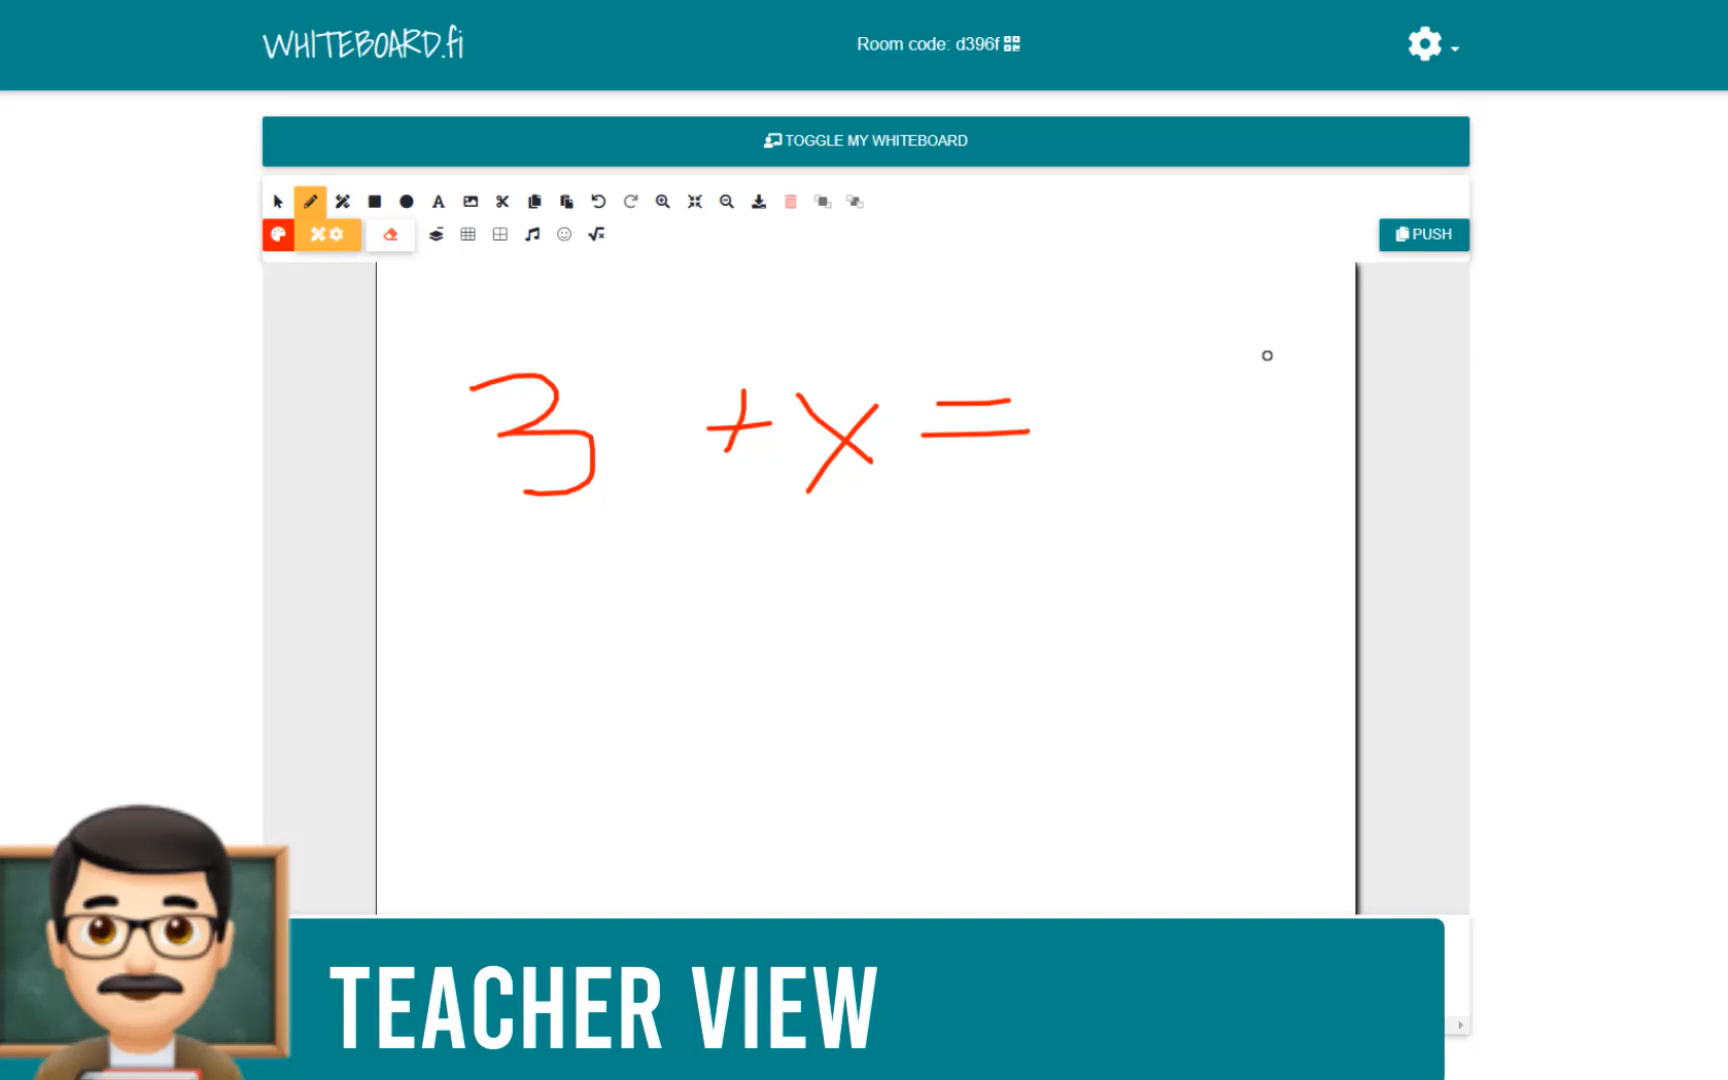 WHITEBOARD.fi
Room code: d396f
TOGGLE MY WHITEBOARD
A
√x
PUSH
3 + x =
TEACHER VIEW